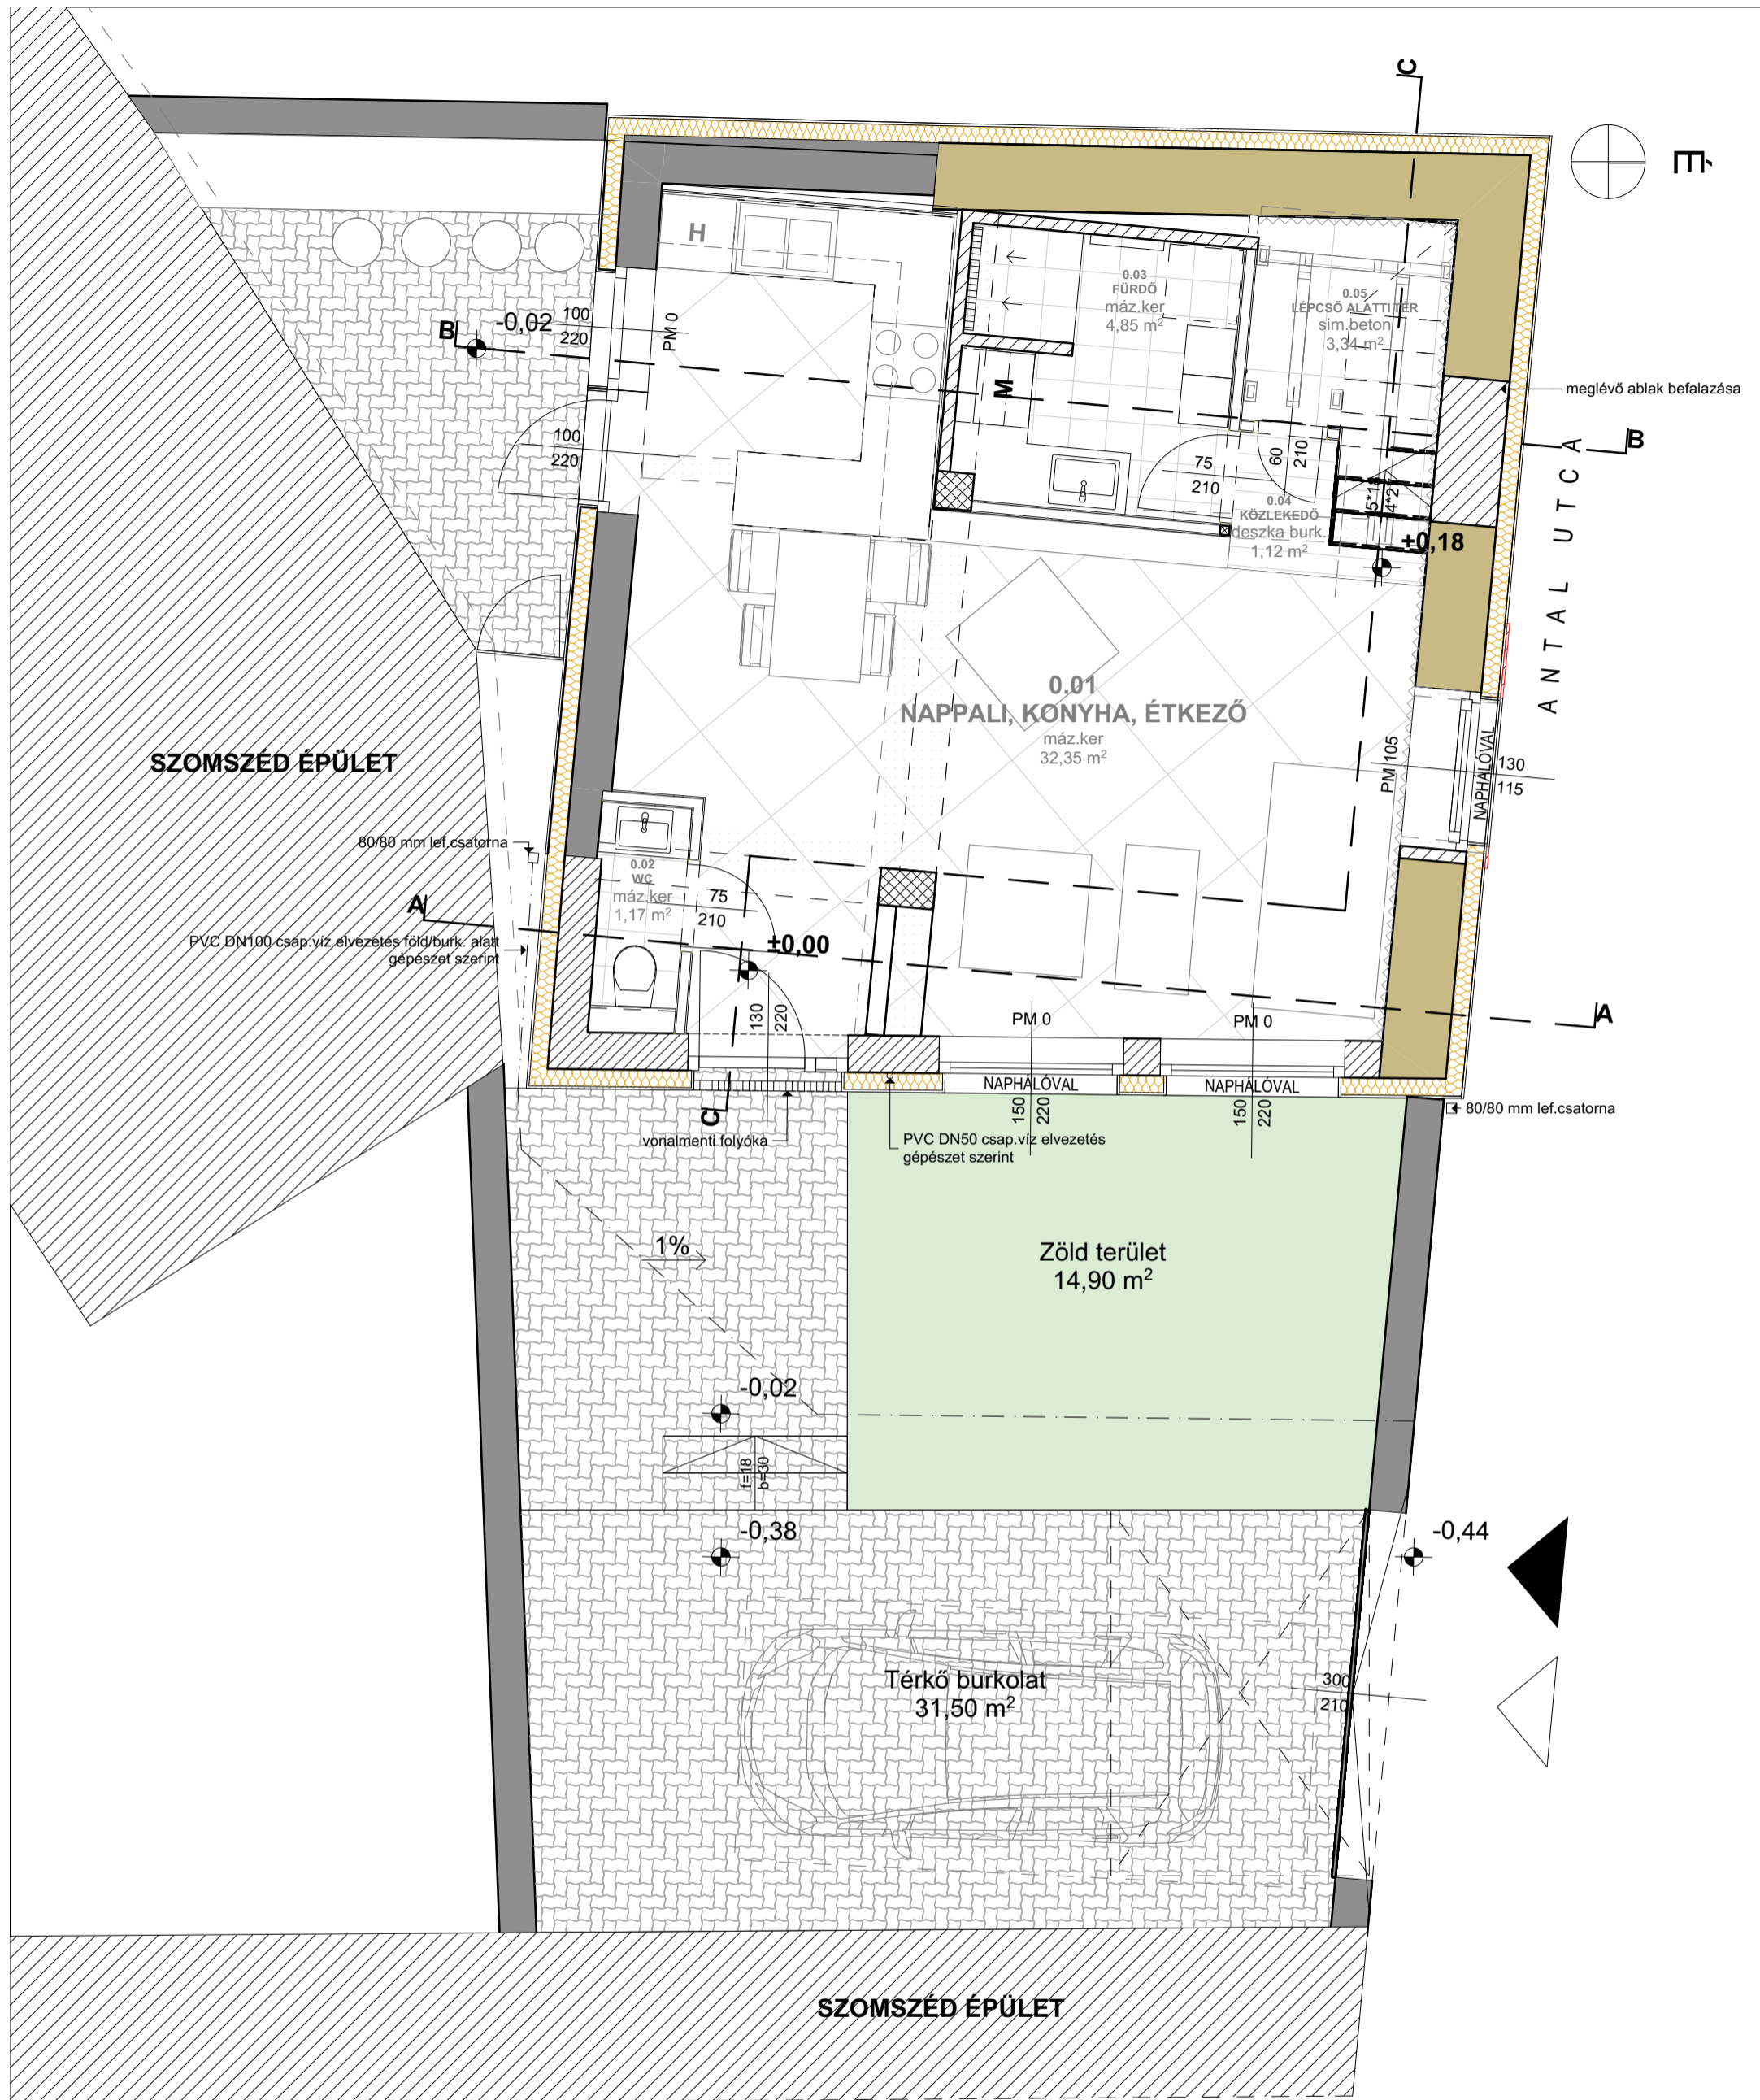 C
É
H
0.03
FÜRDŐ
máz.ker
4,85 m²
0.05
LÉPCSŐ ALATTI TÉR
sim.beton
3,34 m²
B
-0,02
100
220
PM 0
M
meglévő ablak befalazása
B
ANTAL UTCA
100
220
75
210
60
210
0.04
KÖZLEKEDŐ
deszka burk.
1,12 m²
±0,18
0.01
NAPPALI, KONYHA, ÉTKEZŐ
máz.ker
32,35 m²
SZOMSZÉD ÉPÜLET
PM 105
NAPHÁLÓVAL
130
115
80/80 mm lef.csatorna
0.02
WC
máz.ker
1,17 m²
75
210
A
PVC DN100 csap.víz elvezetés föld/burk. alatt
gépészet szerint
±0,00
130
220
PM 0
PM 0
A
NAPHÁLÓVAL
NAPHÁLÓVAL
150
220
150
220
C
vonalmenti folyóka
PVC DN50 csap.víz elvezetés
gépészet szerint
80/80 mm lef.csatorna
1%
Zöld terület
14,90 m²
-0,02
f=18
b=30
-0,38
-0,44
Térkő burkolat
31,50 m²
300
210
SZOMSZÉD ÉPÜLET